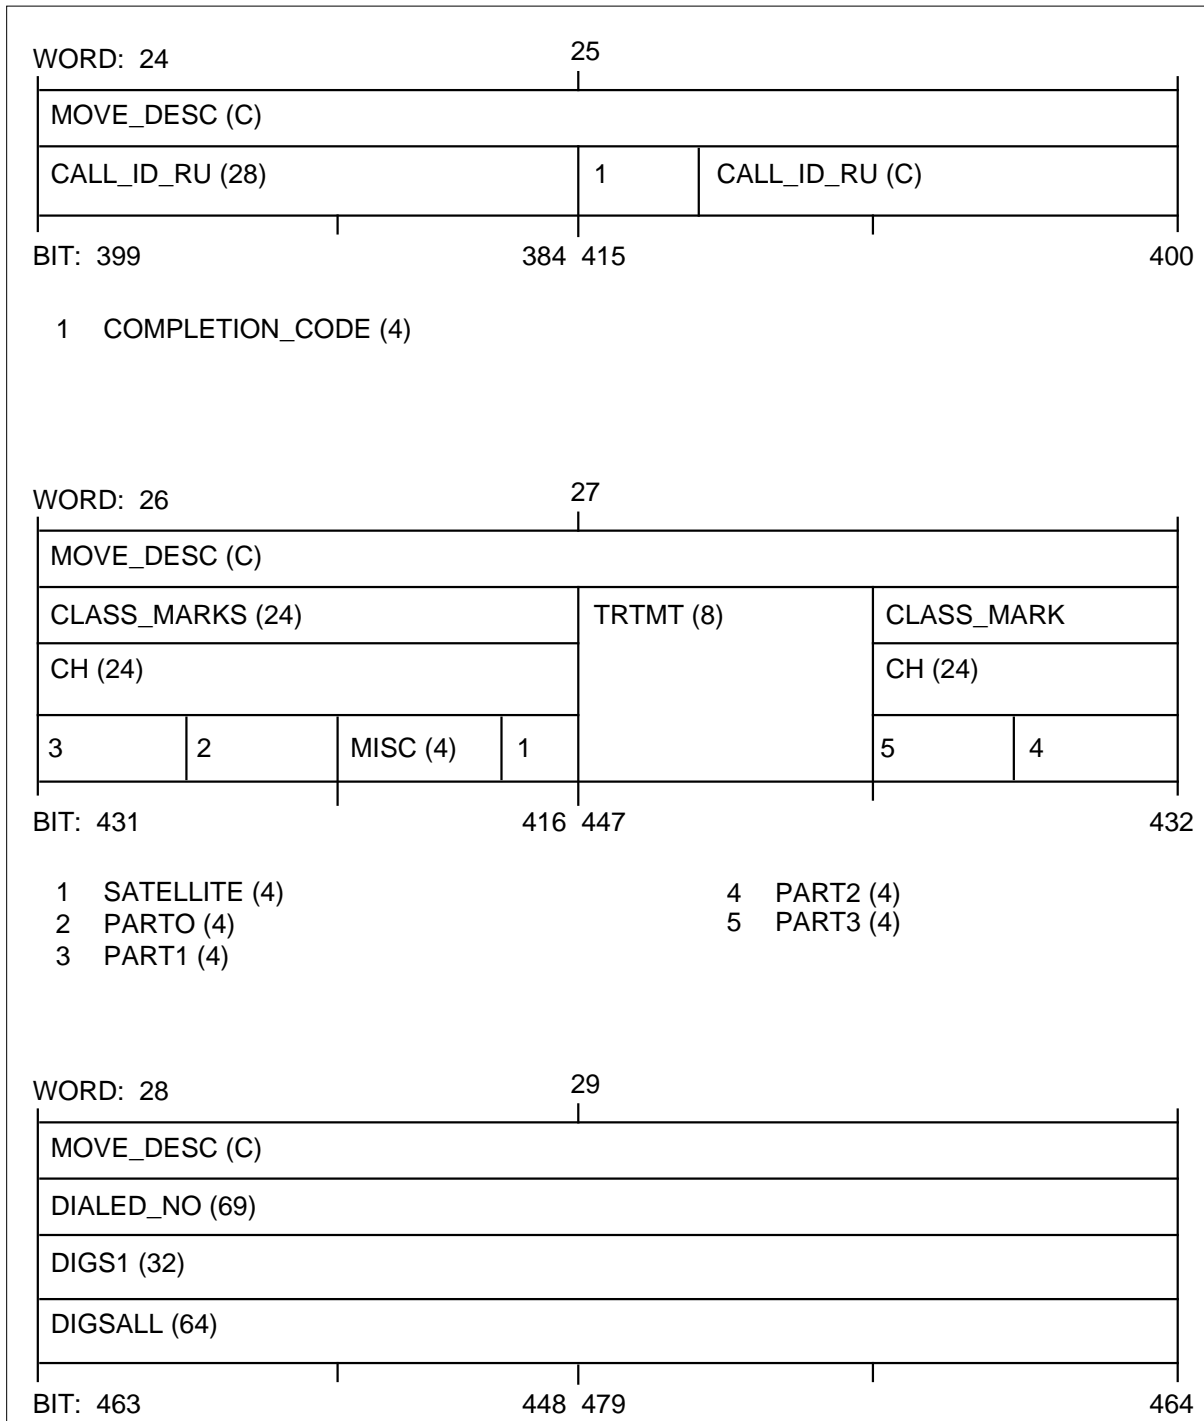 WORD: 24 25
MOVE_DESC (C)
CALL_ID_RU (28) 1 CALL_ID_RU (C)
BIT: 399 384 415 400
1 COMPLETION_CODE (4)
WORD: 26 27
MOVE_DESC (C)
CLASS_MARKS (24) TRTMT (8) CLASS_MARK
CH (24) CH (24)
3 2 MISC (4) 1 5 4
BIT: 431 416 447 432
1 SATELLITE (4) 4 PART2 (4)
2 PARTO (4) 5 PART3 (4)
3 PART1 (4)
WORD: 28 29
MOVE_DESC (C)
DIALED_NO (69)
DIGS1 (32)
DIGSALL (64)
BIT: 463 448 479 464